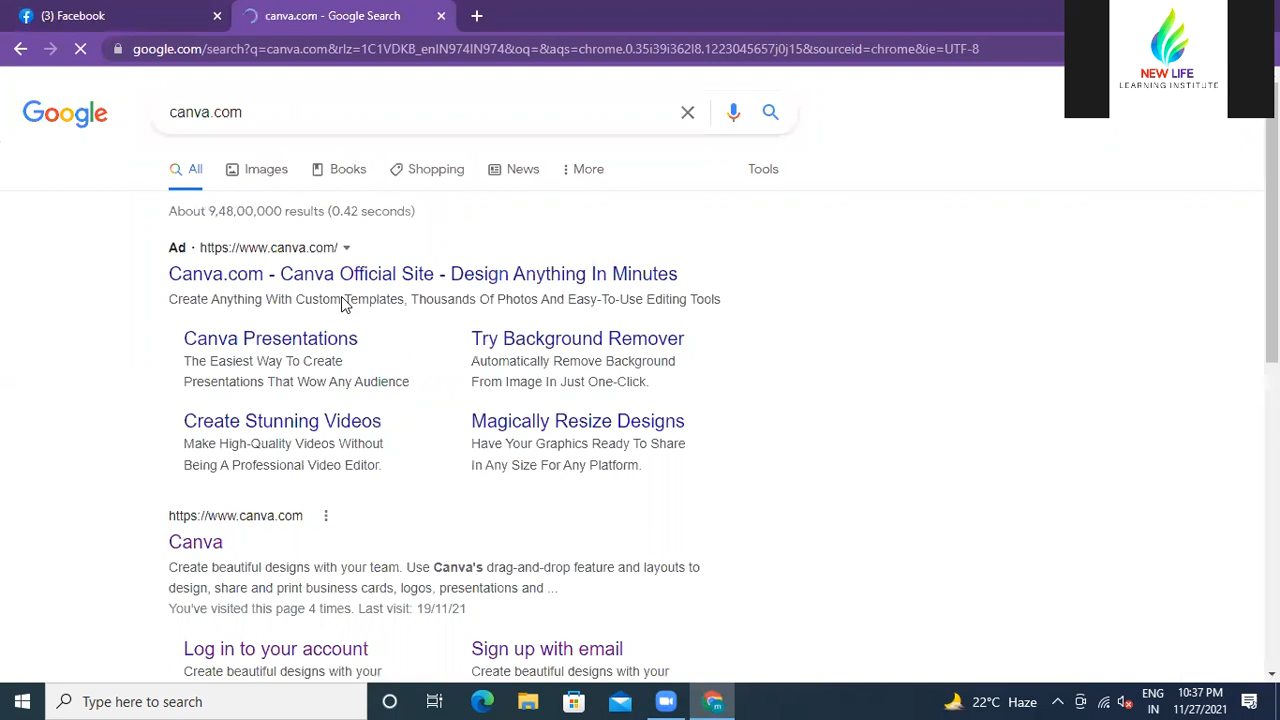 (3) Facebook
canva.com - Google Search
google.com/search?q=canva.com&rlz=1C1VDKB_enIN974IN974&oq=&aqs=chrome.0.35i39i362l8.1223045657j0j15&sourceid=chrome&ie=UTF-8
NEW LIFE
LEARNING INSTITUTE
Google
canva.com
All
Images
Books
Shopping
News
More
Tools
About 9,48,00,000 results (0.42 seconds)
Ad · https://www.canva.com/
Canva.com - Canva Official Site - Design Anything In Minutes
Create Anything With Custom Templates, Thousands Of Photos And Easy-To-Use Editing Tools
Canva Presentations
The Easiest Way To Create
Presentations That Wow Any Audience
Try Background Remover
Automatically Remove Background
From Image In Just One-Click.
Create Stunning Videos
Make High-Quality Videos Without
Being A Professional Video Editor.
Magically Resize Designs
Have Your Graphics Ready To Share
In Any Size For Any Platform.
https://www.canva.com
Canva
Create beautiful designs with your team. Use Canva's drag-and-drop feature and layouts to
design, share and print business cards, logos, presentations and ...
You've visited this page 4 times. Last visit: 19/11/21
Log in to your account
Create beautiful designs with your
Sign up with email
Create beautiful designs with your
Type here to search
22°C Haze
ENG
IN
10:37 PM
11/27/2021